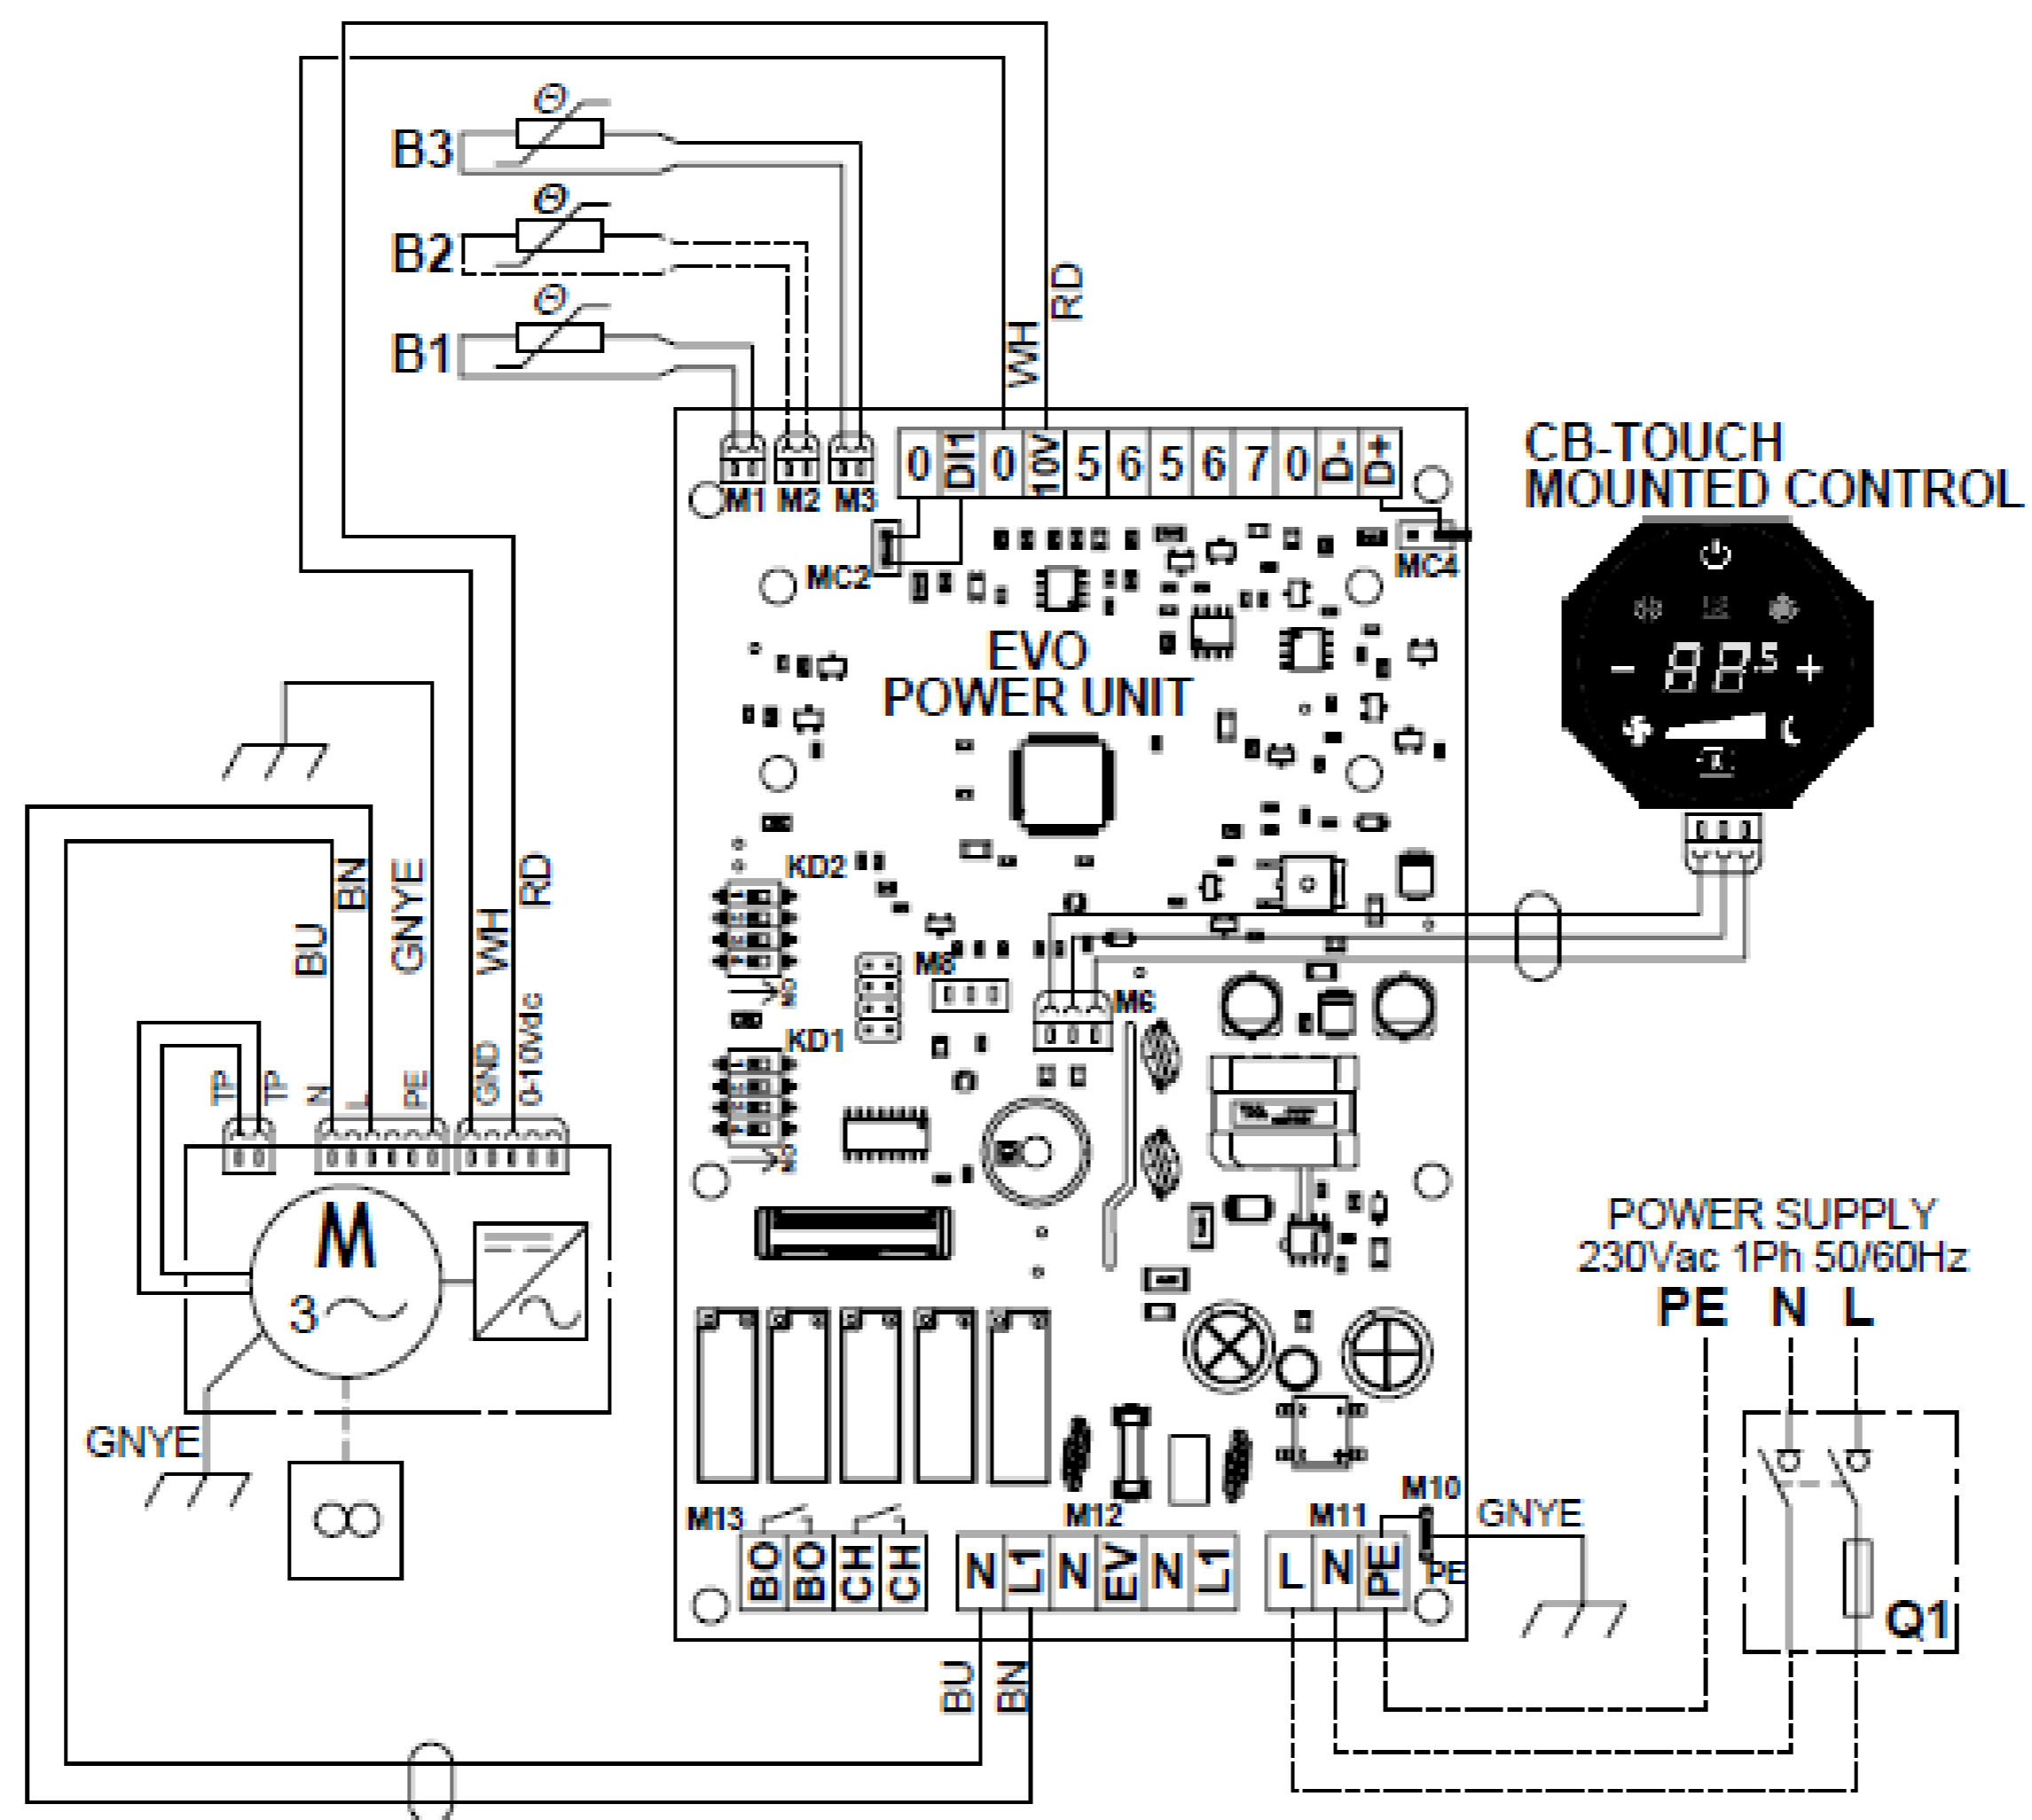 B3
B2
B1
WH
RD
CB-TOUCH
MOUNTED CONTROL
0 DI1 0 10V 5 6 5 6 7 0 D- D+
M1 M2 M3
MC2
MC4
EVO
POWER UNIT
- .5 +
KD2
M8
M6
KD1
BU
BN
GNYE
WH
RD
TP
TP
N
L
PE
GND
0-10Vdc
M
3
GNYE
POWER SUPPLY
230Vac 1Ph 50/60Hz
PE N L
Q1
M13
M12
M11
M10
GNYE
BO BO CH CH
N L1 N EV N L1
L N PE
PE
BU
BN